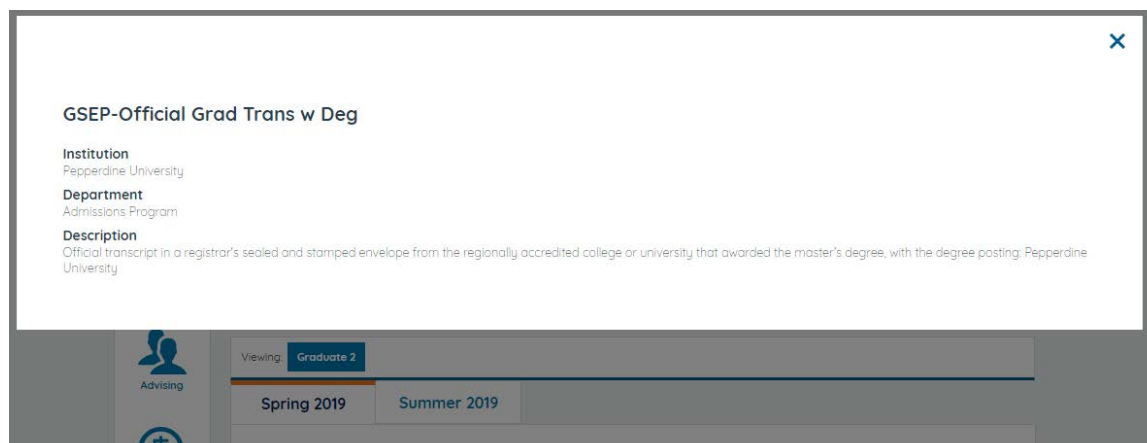 GSEP-Official Grad Trans w Deg
Institution
Pepperdine University
Department
Admissions Program
Description
Official transcript in a registrar's sealed and stamped envelope from the regionally accredited college or university that awarded the master's degree, with the degree posting: Pepperdine
University
Viewing: Graduate 2
Advising
Spring 2019 Summer 2019